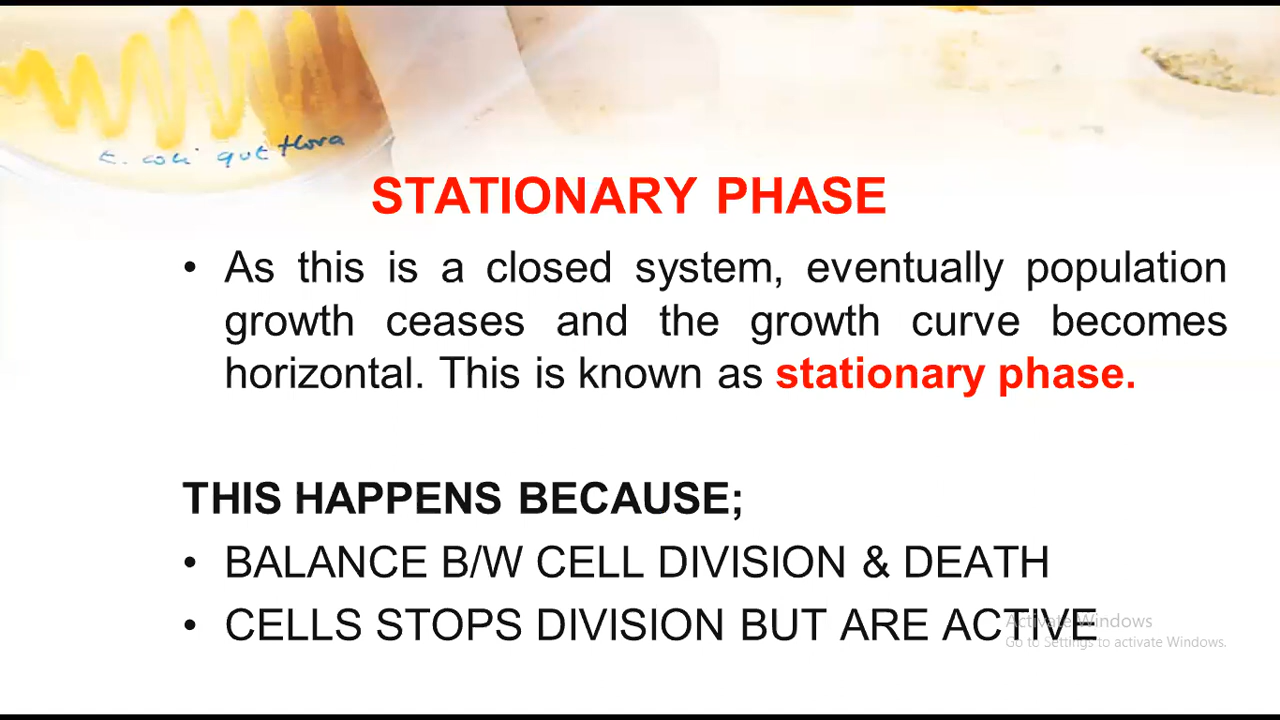 E. coli gut flora
STATIONARY PHASE
• As this is a closed system, eventually population
growth ceases and the growth curve becomes
horizontal. This is known as stationary phase.
THIS HAPPENS BECAUSE;
• BALANCE B/W CELL DIVISION & DEATH
• CELLS STOPS DIVISION BUT ARE ACTIVE
Activate Windows
Go to Settings to activate Windows.